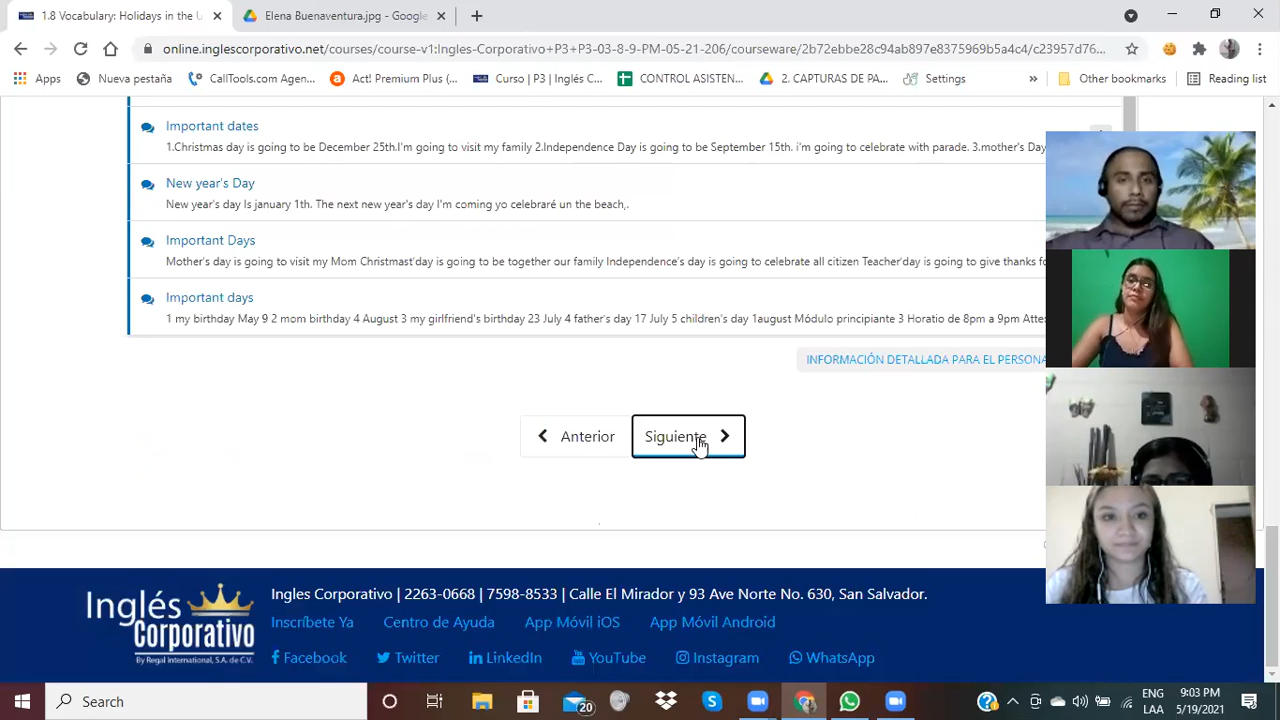 1.8 Vocabulary: Holidays in the U
Elena Buenaventura.jpg - Google
online.inglescorporativo.net/courses/course-v1:Ingles-Corporativo+P3+P3-03-8-9-PM-05-21-206/courseware/2b72ebbe28c94ab897e8375969b5a4c4/c23957d76...
Apps Nueva pestaña CallTools.com Agen... Act! Premium Plus (... Curso | P3 | Inglés C... CONTROL ASISTEN... 2. CAPTURAS DE PA... Settings » Other bookmarks Reading list
Important dates
1.Christmas day is going to be December 25th.I'm going to visit my family 2.Independence Day is going to be September 15th. i'm going to celebrate with parade. 3.mother's Day
New year's Day
New year's day Is january 1th. The next new year's day I'm coming yo celebraré un the beach,.
Important Days
Mother's day is going to visit my Mom Christmast'day is going to be together our family Independence's day is going to celebrate all citizen Teacher'day is going to give thanks fo
Important days
1 my birthday May 9 2 mom birthday 4 August 3 my girlfriend's birthday 23 July 4 father's day 17 July 5 children's day 1august Módulo principiante 3 Horatio de 8pm a 9pm Attes
INFORMACIÓN DETALLADA PARA EL PERSONA
Anterior Siguiente
Inglés Corporativo
By Regal international, S.A. de C.V.
Ingles Corporativo | 2263-0668 | 7598-8533 | Calle El Mirador y 93 Ave Norte No. 630, San Salvador.
Inscríbete Ya Centro de Ayuda App Móvil iOS App Móvil Android
Facebook Twitter LinkedIn YouTube Instagram WhatsApp
Search
20
ENG
LAA
9:03 PM
5/19/2021